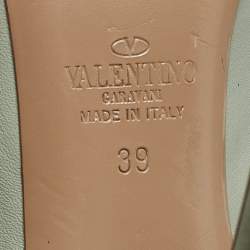 VALENTINO
GARAVANI
MADE IN ITALY
39